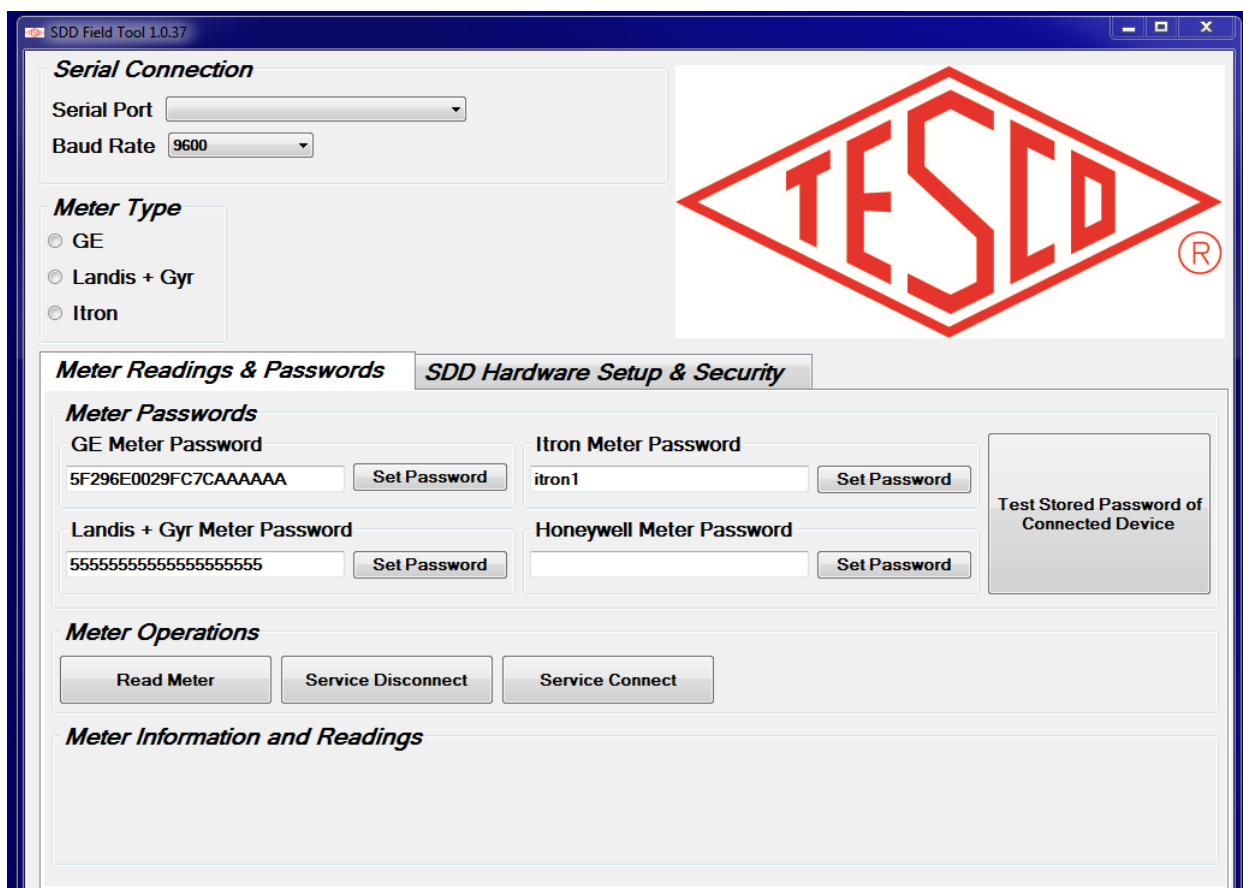 SDD Field Tool 1.0.37
Serial Connection
Serial Port
Baud Rate 9600
TESCO
®
Meter Type
GE
Landis + Gyr
Itron
Meter Readings & Passwords
SDD Hardware Setup & Security
Meter Passwords
GE Meter Password
5F296E0029FC7CAAAAAA
Set Password
Itron Meter Password
itron1
Set Password
Landis + Gyr Meter Password
55555555555555555555
Set Password
Honeywell Meter Password
Set Password
Test Stored Password of
Connected Device
Meter Operations
Read Meter
Service Disconnect
Service Connect
Meter Information and Readings